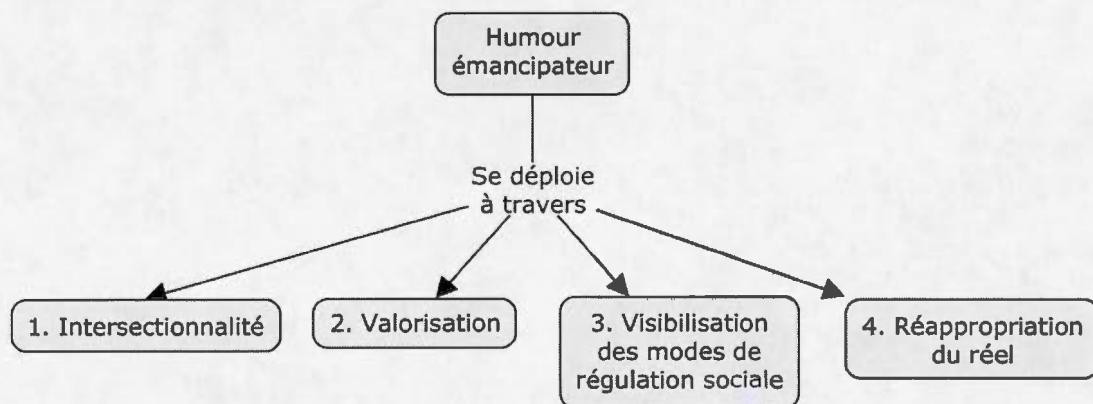 Humour
émancipateur
Se déploie
à travers
1. Intersectionnalité
2. Valorisation
3. Visibilisation
des modes de
régulation sociale
4. Réappropriation
du réel